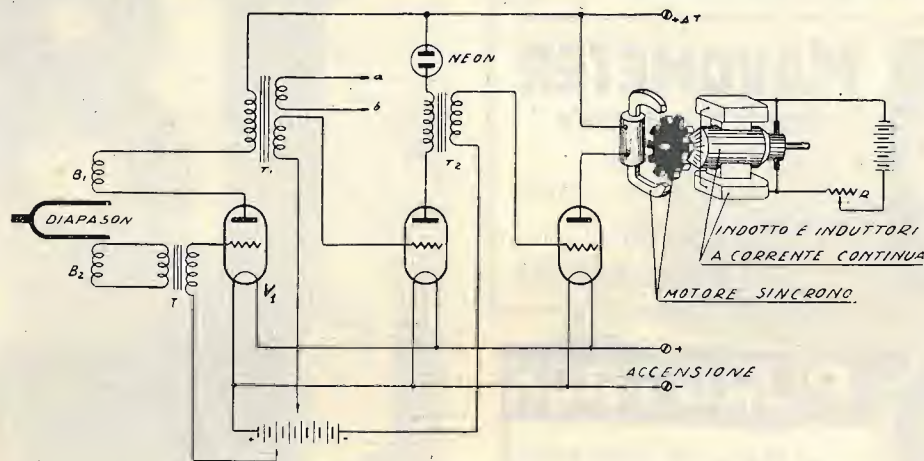 +AT
NEON
a
b
T1
T2
B1
DIAPASON
B2
T
V1
R
INDOTTO E INDUTTORI
A CORRENTE CONTINUA
MOTORE SINCRONO
+
ACCENSIONE
-
+
-